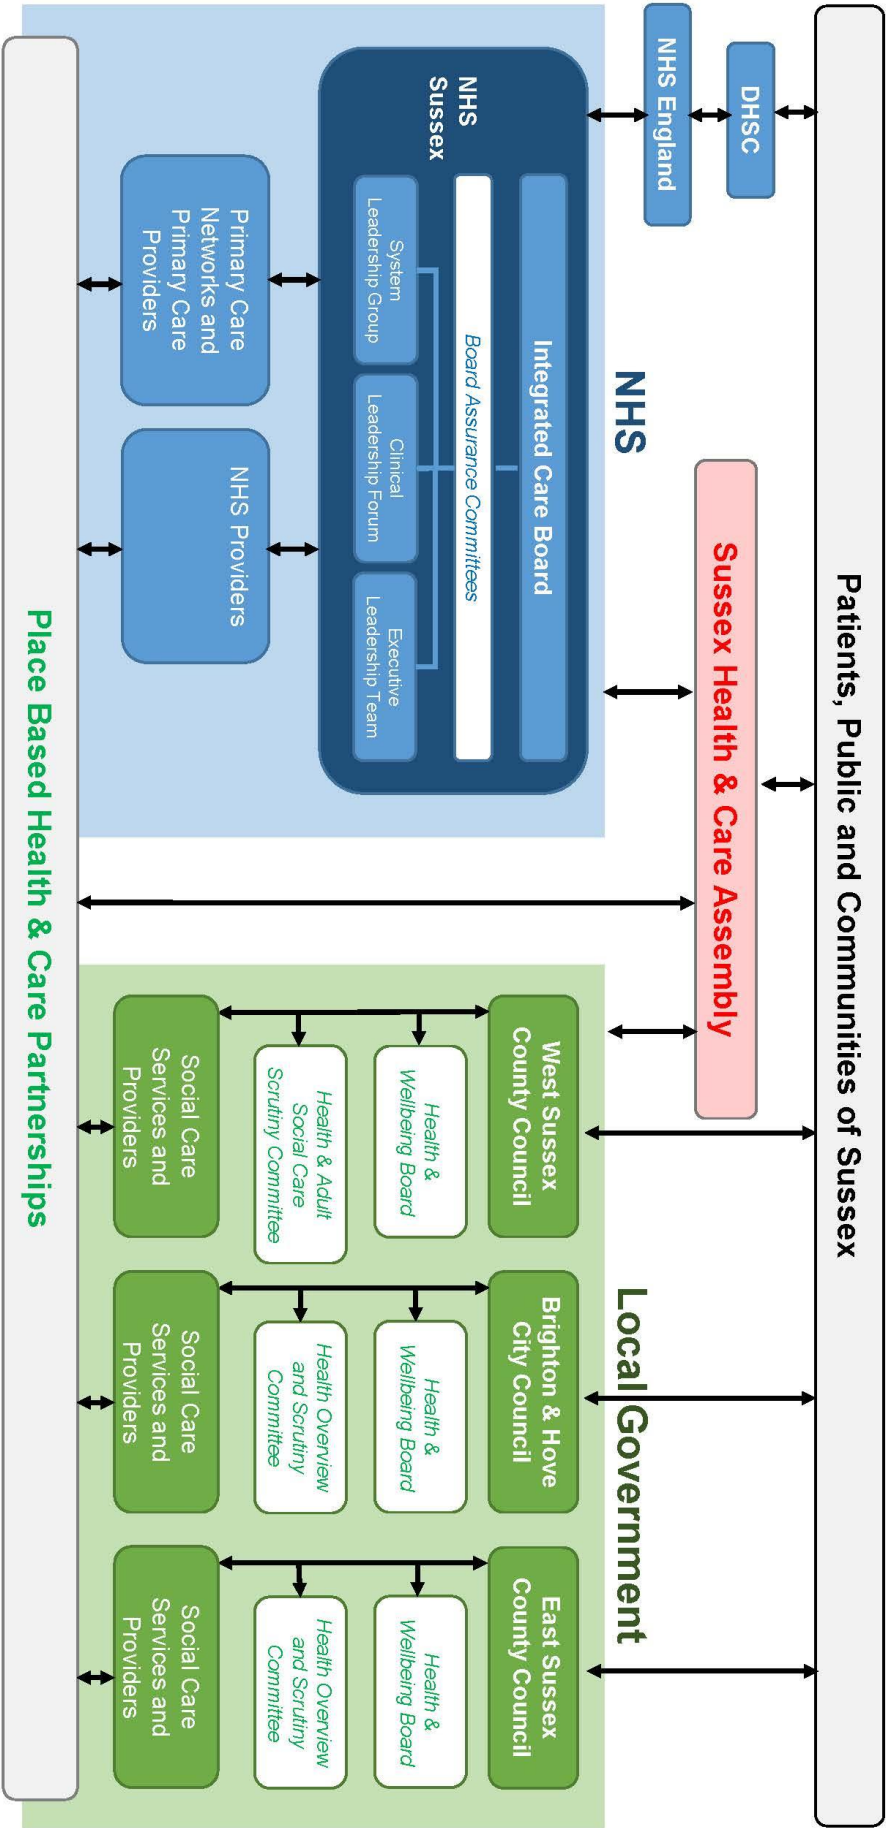 Patients, Public and Communities of Sussex
DHSC
NHS England
Sussex Health & Care Assembly
NHS
NHS
Sussex
Integrated Care Board
Board Assurance Committees
System
Leadership Group
Clinical
Leadership Forum
Executive
Leadership Team
Primary Care
Networks and
Primary Care
Providers
NHS Providers
Local Government
West Sussex
County Council
Health &
Wellbeing Board
Health & Adult
Social Care
Scrutiny Committee
Social Care
Services and
Providers
Brighton & Hove
City Council
Health &
Wellbeing Board
Health Overview
and Scrutiny
Committee
Social Care
Services and
Providers
East Sussex
County Council
Health &
Wellbeing Board
Health Overview
and Scrutiny
Committee
Social Care
Services and
Providers
Place Based Health & Care Partnerships